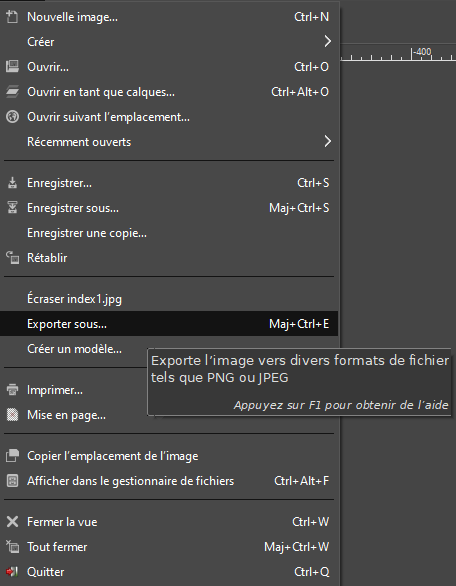 Nouvelle image... Ctrl+N
Créer
-400
Ouvrir... Ctrl+O
Ouvrir en tant que calques... Ctrl+Alt+O
Ouvrir suivant l'emplacement...
Récemment ouverts
Enregistrer... Ctrl+S
Enregistrer sous... Maj+Ctrl+S
Enregistrer une copie...
Rétablir
Écraser index1.jpg
Exporter sous... Maj+Ctrl+E
Créer un modèle...
Exporte l'image vers divers formats de fichier
tels que PNG ou JPEG
Appuyez sur F1 pour obtenir de l'aide
Imprimer...
Mise en page...
Copier l'emplacement de l'image
Afficher dans le gestionnaire de fichiers Ctrl+Alt+F
Fermer la vue Ctrl+W
Tout fermer Maj+Ctrl+W
Quitter Ctrl+Q